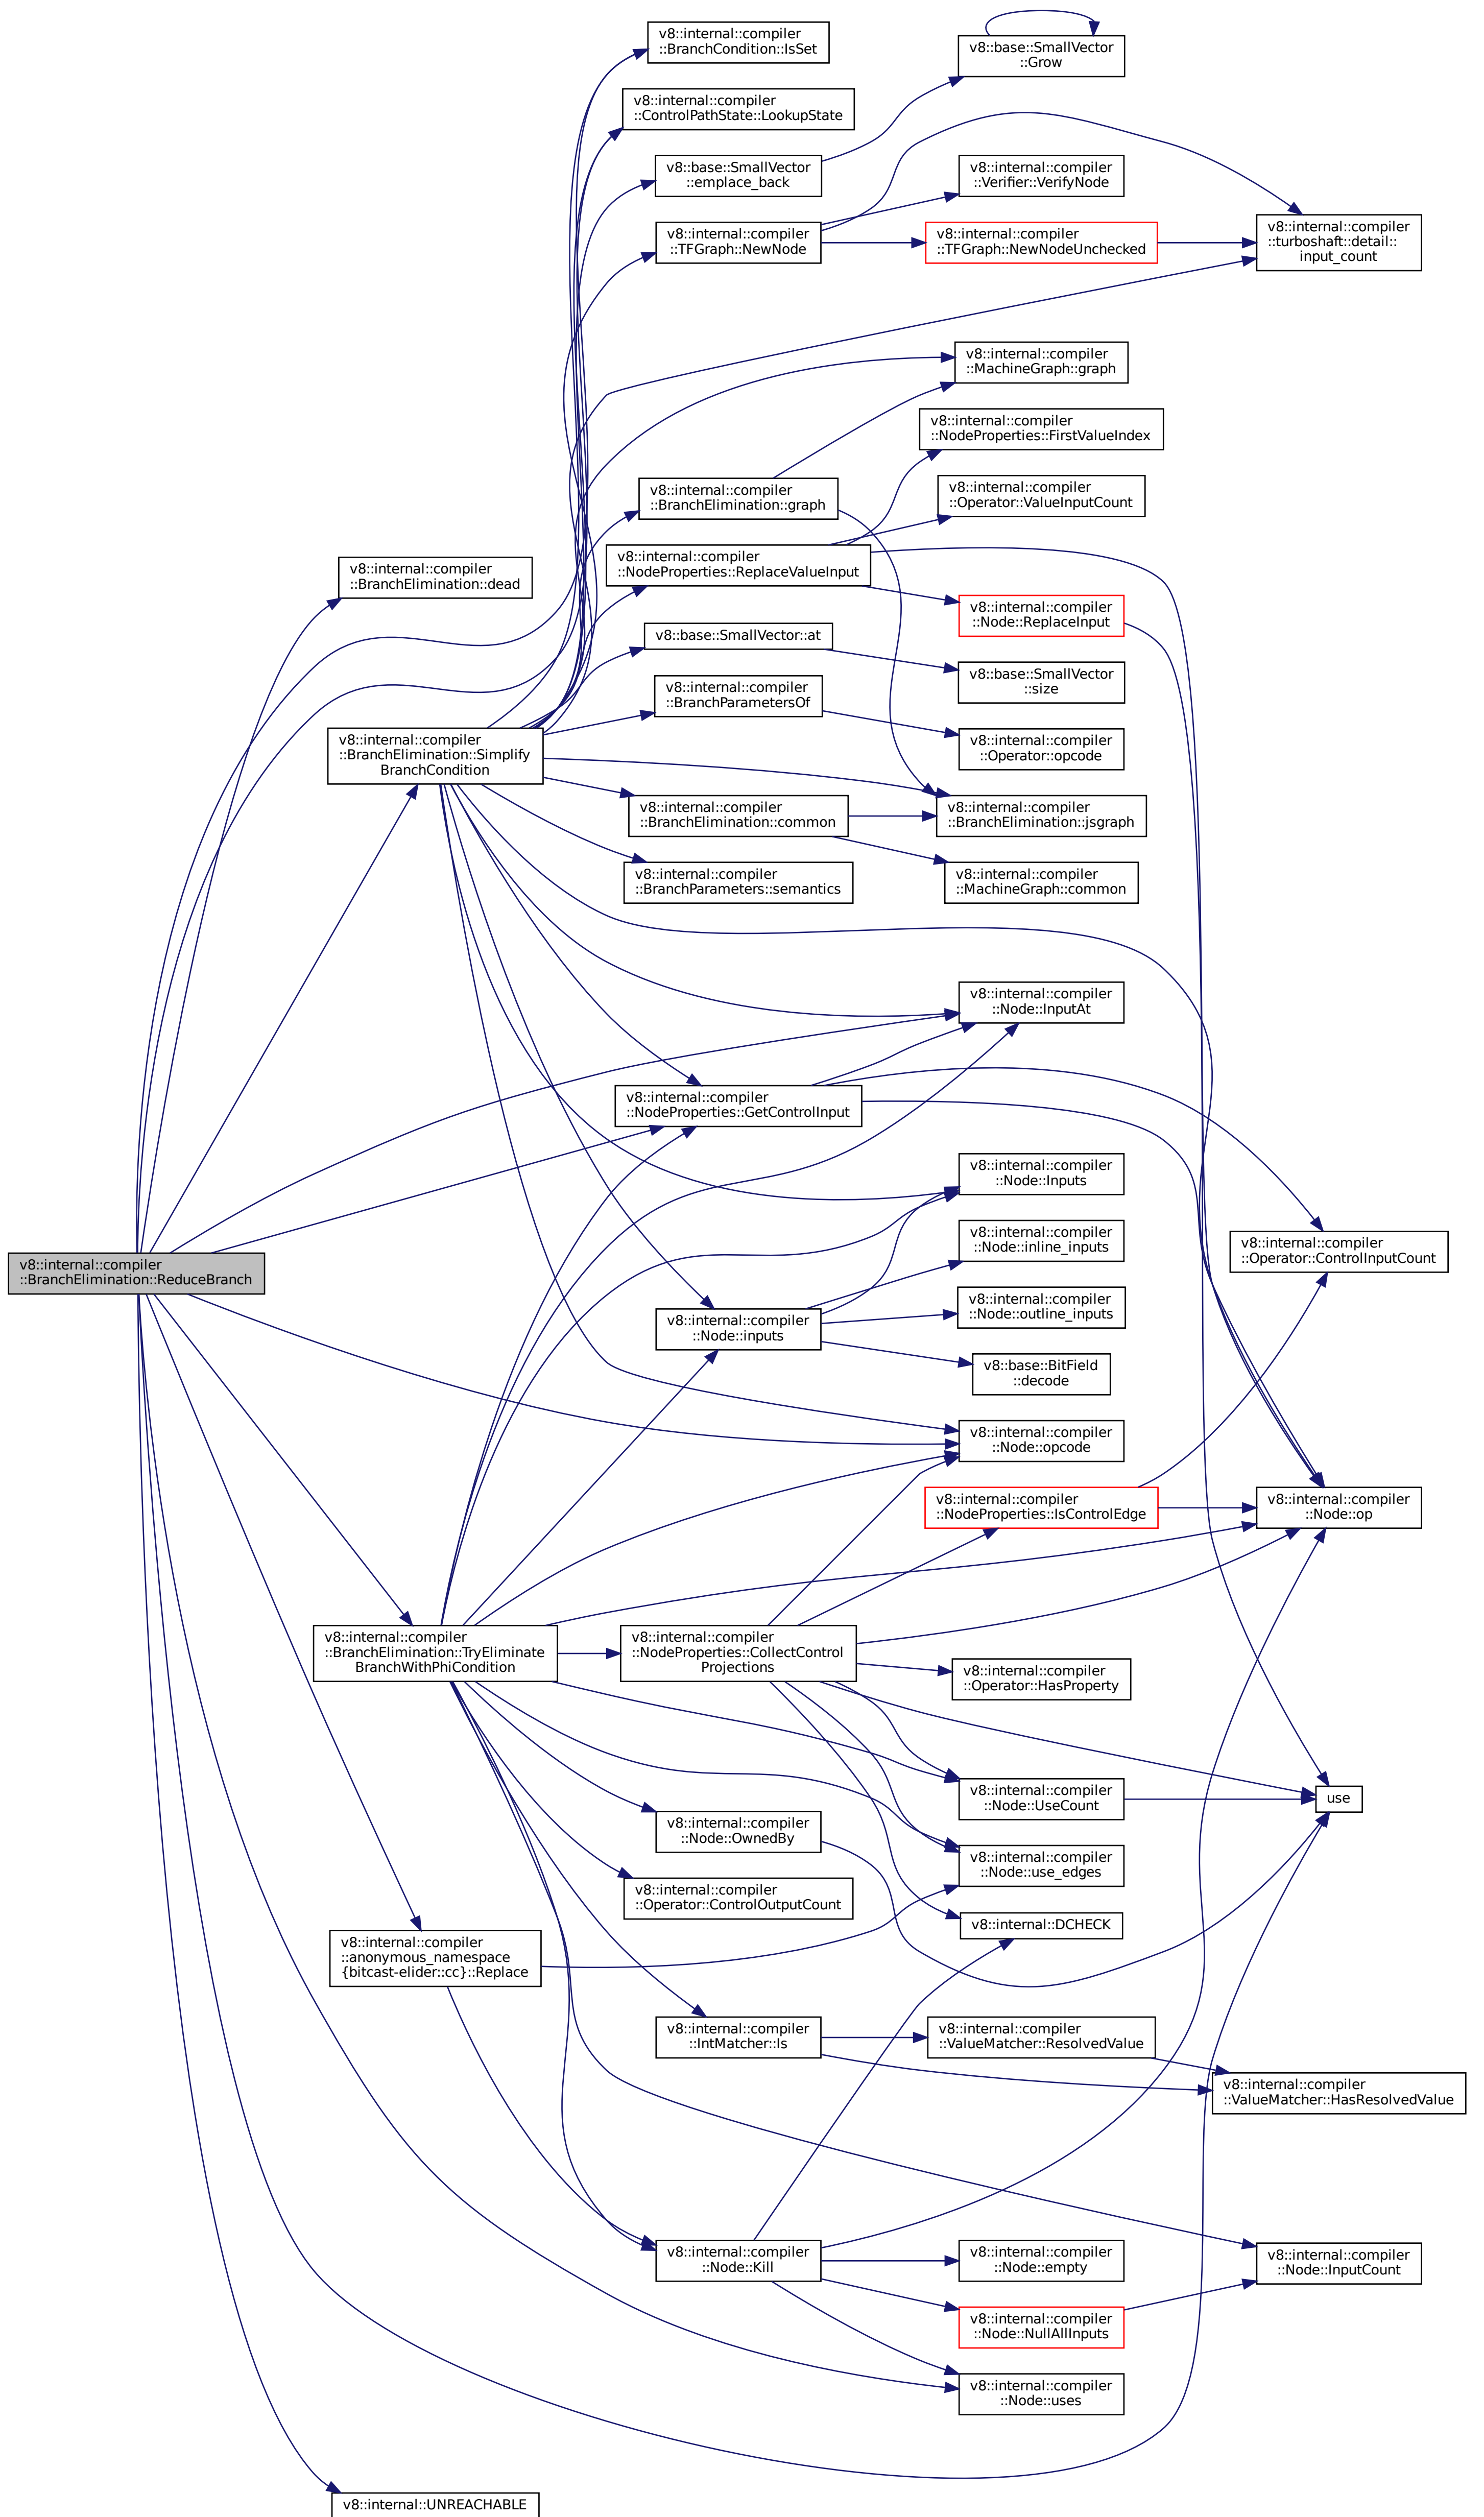 v8::internal::compiler
::BranchCondition::IsSet
v8::base::SmallVector
::Grow
v8::internal::compiler
::ControlPathState::LookupState
v8::base::SmallVector
::emplace_back
v8::internal::compiler
::Verifier::VerifyNode
v8::internal::compiler
::TFGraph::NewNode
v8::internal::compiler
::TFGraph::NewNodeUnchecked
v8::internal::compiler
::turboshaft::detail::
input_count
v8::internal::compiler
::MachineGraph::graph
v8::internal::compiler
::NodeProperties::FirstValueIndex
v8::internal::compiler
::BranchElimination::graph
v8::internal::compiler
::Operator::ValueInputCount
v8::internal::compiler
::BranchElimination::dead
v8::internal::compiler
::NodeProperties::ReplaceValueInput
v8::internal::compiler
::Node::ReplaceInput
v8::base::SmallVector::at
v8::base::SmallVector
::size
v8::internal::compiler
::BranchParametersOf
v8::internal::compiler
::BranchElimination::Simplify
BranchCondition
v8::internal::compiler
::Operator::opcode
v8::internal::compiler
::BranchElimination::common
v8::internal::compiler
::BranchElimination::jsgraph
v8::internal::compiler
::BranchParameters::semantics
v8::internal::compiler
::MachineGraph::common
v8::internal::compiler
::Node::InputAt
v8::internal::compiler
::NodeProperties::GetControlInput
v8::internal::compiler
::Node::Inputs
v8::internal::compiler
::BranchElimination::ReduceBranch
v8::internal::compiler
::Node::inline_inputs
v8::internal::compiler
::Operator::ControlInputCount
v8::internal::compiler
::Node::inputs
v8::internal::compiler
::Node::outline_inputs
v8::base::BitField
::decode
v8::internal::compiler
::Node::opcode
v8::internal::compiler
::NodeProperties::IsControlEdge
v8::internal::compiler
::Node::op
v8::internal::compiler
::BranchElimination::TryEliminate
BranchWithPhiCondition
v8::internal::compiler
::NodeProperties::CollectControl
Projections
v8::internal::compiler
::Operator::HasProperty
v8::internal::compiler
::Node::UseCount
use
v8::internal::compiler
::Node::OwnedBy
v8::internal::compiler
::Node::use_edges
v8::internal::compiler
::Operator::ControlOutputCount
v8::internal::DCHECK
v8::internal::compiler
::anonymous_namespace
{bitcast-elider::cc}::Replace
v8::internal::compiler
::IntMatcher::Is
v8::internal::compiler
::ValueMatcher::ResolvedValue
v8::internal::compiler
::ValueMatcher::HasResolvedValue
v8::internal::compiler
::Node::Kill
v8::internal::compiler
::Node::empty
v8::internal::compiler
::Node::InputCount
v8::internal::compiler
::Node::NullAllInputs
v8::internal::compiler
::Node::uses
v8::internal::UNREACHABLE